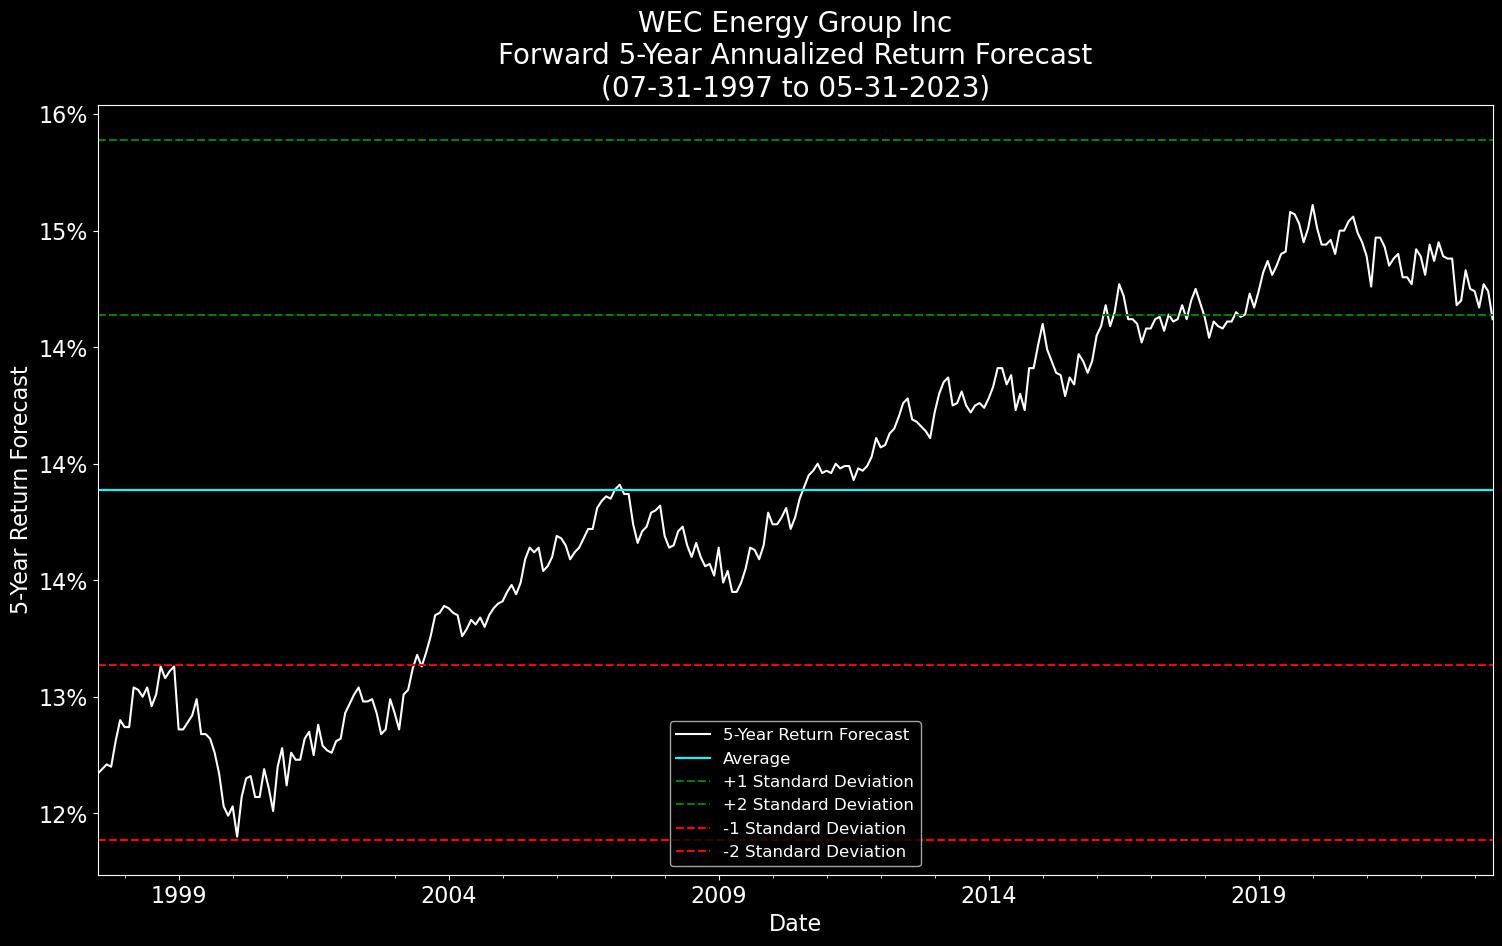 WEC Energy Group Inc
Forward 5-Year Annualized Return Forecast
(07-31-1997 to 05-31-2023)
16%
15%
14%
14%
14%
13%
12%
5-Year Return Forecast
5-Year Return Forecast
Average
+1 Standard Deviation
+2 Standard Deviation
-1 Standard Deviation
-2 Standard Deviation
1999 2004 2009 2014 2019
Date